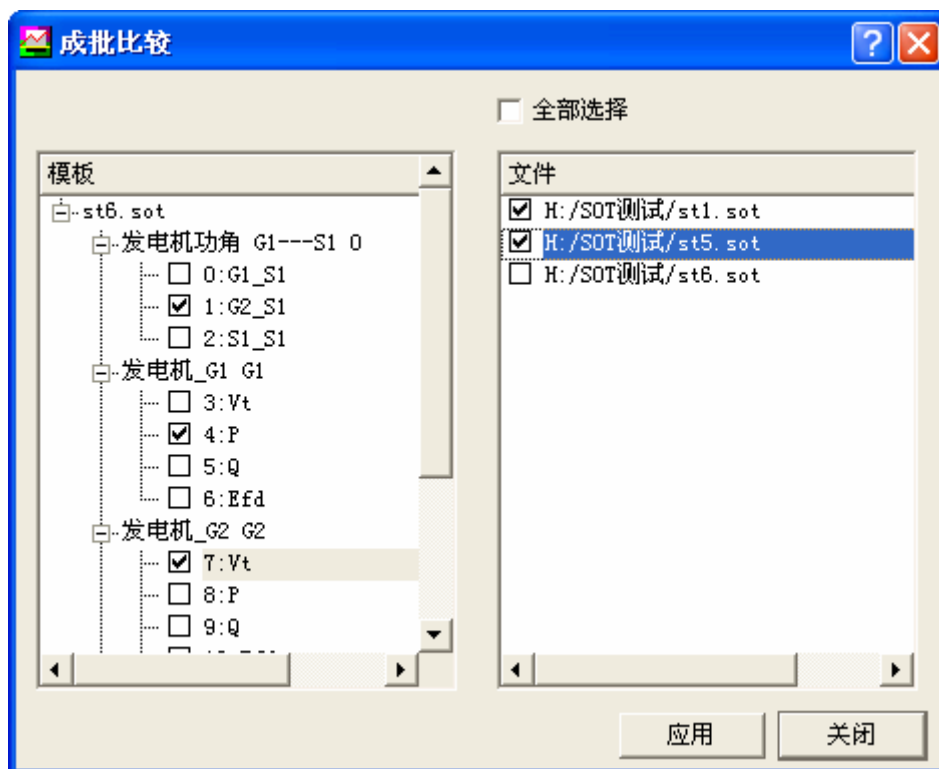 成批比较
全部选择
模板
st6.sot
发电机功角 G1---S1 0
0:G1_S1
1:G2_S1
2:S1_S1
发电机_G1 G1
3:Vt
4:P
5:Q
6:Efd
发电机_G2 G2
7:Vt
8:P
9:Q
文件
H:/SOT测试/st1.sot
H:/SOT测试/st5.sot
H:/SOT测试/st6.sot
应用
关闭